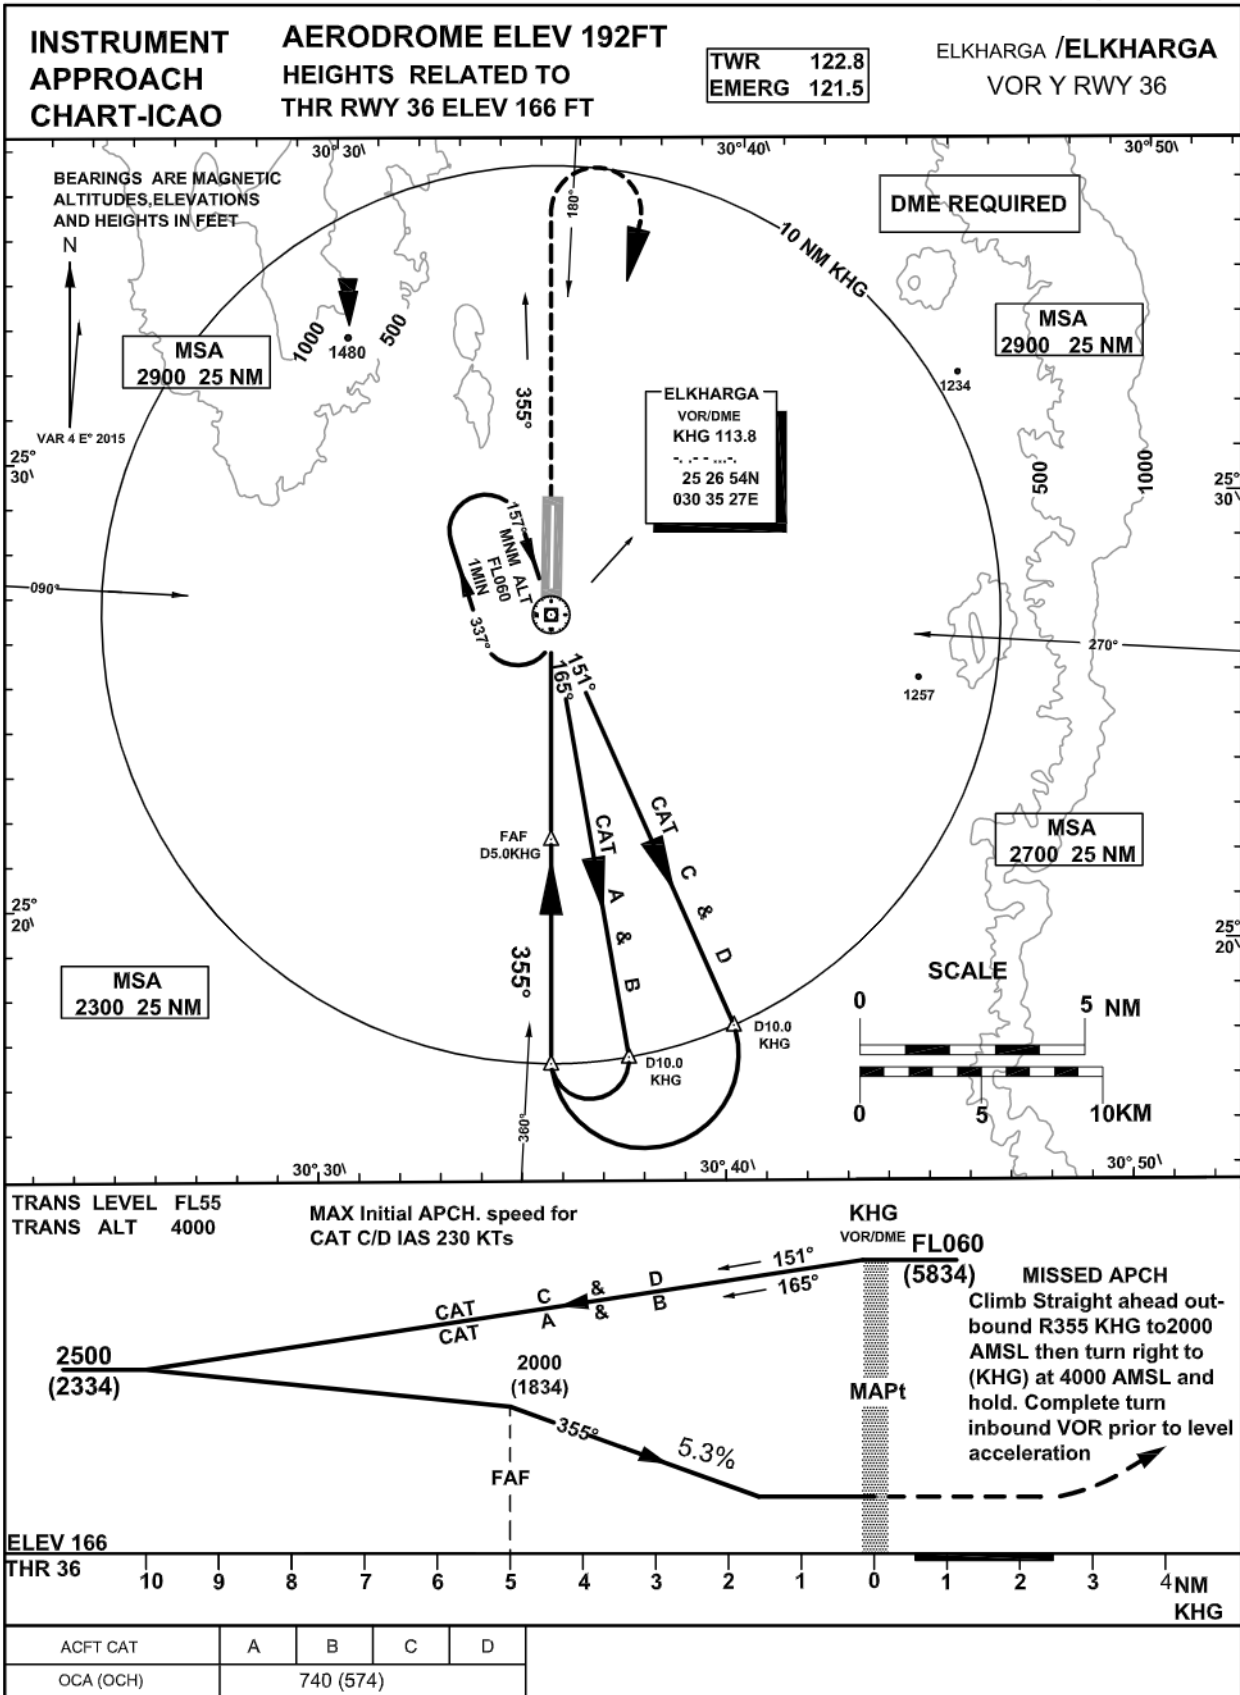 INSTRUMENT
APPROACH
CHART-ICAO
AERODROME ELEV 192FT
HEIGHTS RELATED TO
THR RWY 36 ELEV 166 FT
TWR 122.8
EMERG 121.5
ELKHARGA /ELKHARGA
VOR Y RWY 36
30° 30\
30° 40\
30° 50\
BEARINGS ARE MAGNETIC
ALTITUDES,ELEVATIONS
AND HEIGHTS IN FEET
N
VAR 4 E° 2015
DME REQUIRED
180°
10 NM KHG
MSA
2900 25 NM
1000
500
1480
MSA
2900 25 NM
1234
355°
ELKHARGA
VOR/DME
KHG 113.8
-. .- - ...-.
25 26 54N
030 35 27E
25°
30\
500
1000
25°
30\
157°
MNM ALT
FL060
1MIN
337°
090°
270°
1257
151°
165°
FAF
D5.0KHG
CAT A & B
CAT C & D
MSA
2700 25 NM
25°
20\
25°
20\
355°
MSA
2300 25 NM
SCALE
0 5 NM
0 5 10KM
D10.0
KHG
D10.0
KHG
360°
30° 30\
30° 40\
30° 50\
TRANS LEVEL FL55
TRANS ALT 4000
MAX Initial APCH. speed for
CAT C/D IAS 230 KTs
KHG
VOR/DME
FL060
(5834)
151°
165°
CAT C & D
CAT A & B
2500
(2334)
2000
(1834)
355°
5.3%
FAF
MAPt
MISSED APCH
Climb Straight ahead out-
bound R355 KHG to2000
AMSL then turn right to
(KHG) at 4000 AMSL and
hold. Complete turn
inbound VOR prior to level
acceleration
ELEV 166
THR 36
10 9 8 7 6 5 4 3 2 1 0 1 2 3 4 NM
KHG
ACFT CAT A B C D
OCA (OCH) 740 (574)